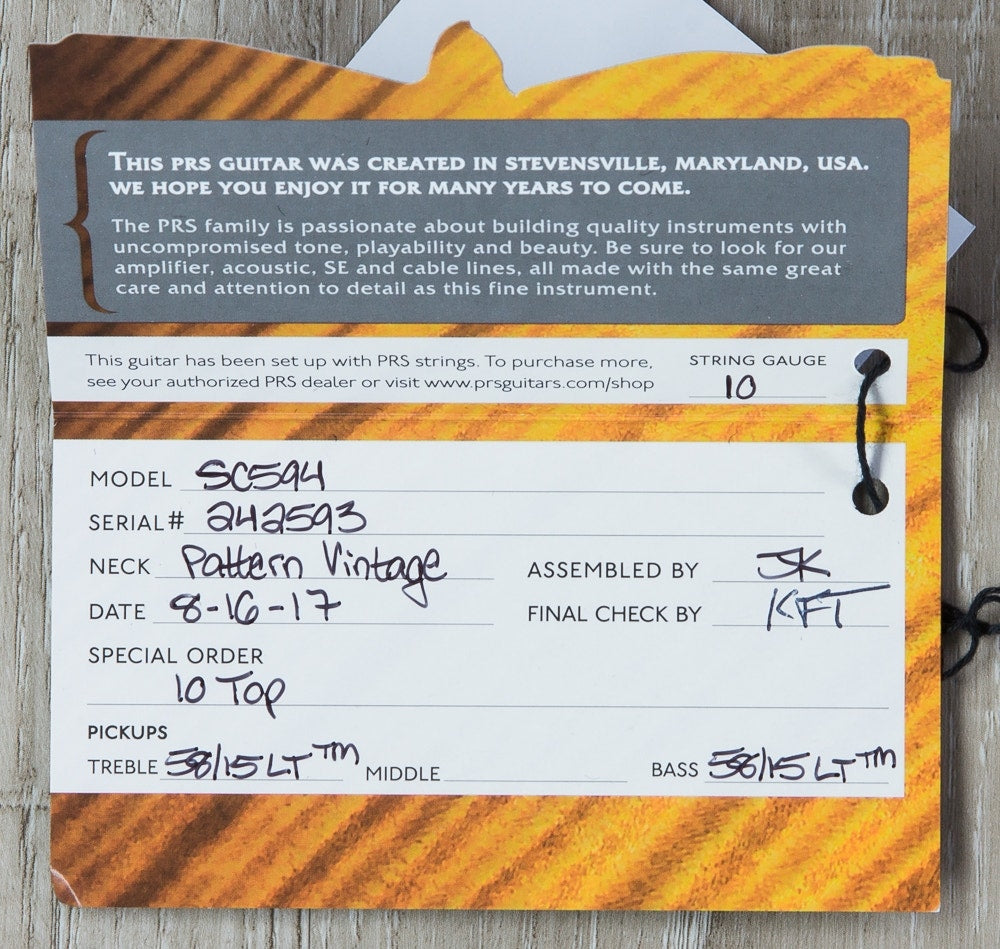 THIS PRS GUITAR WAS CREATED IN STEVENSVILLE, MARYLAND, USA.
WE HOPE YOU ENJOY IT FOR MANY YEARS TO COME.
The PRS family is passionate about building quality instruments with
uncompromised tone, playability and beauty. Be sure to look for our
amplifier, acoustic, SE and cable lines, all made with the same great
care and attention to detail as this fine instrument.
This guitar has been set up with PRS strings. To purchase more,
see your authorized PRS dealer or visit www.prsguitars.com/shop
STRING GAUGE
10
MODEL SC594
SERIAL# 242593
NECK Pattern Vintage
ASSEMBLED BY JK
DATE 8-16-17
FINAL CHECK BY KFT
SPECIAL ORDER
10 Top
PICKUPS
TREBLE 58/15 LT™ MIDDLE BASS 58/15 LT™